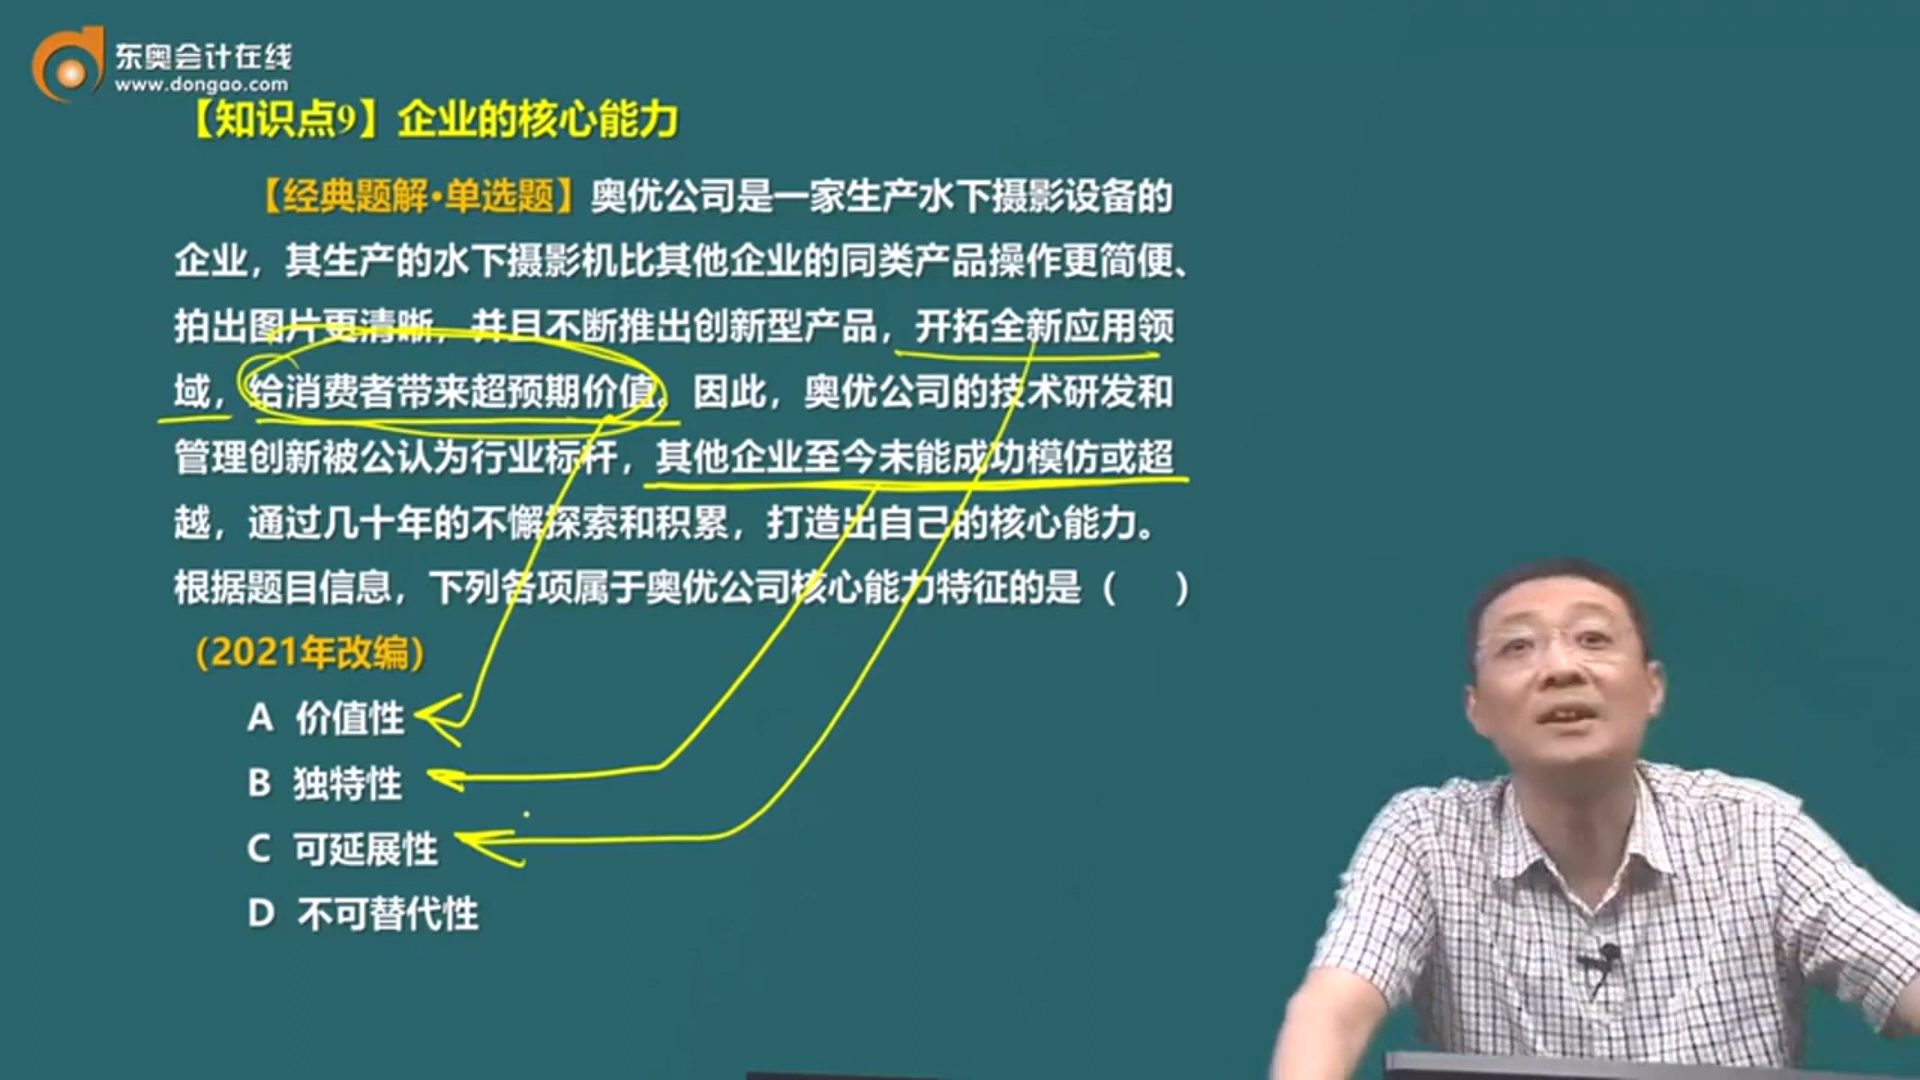 东奥会计在线
www.dongao.com
【知识点9】企业的核心能力
【经典题解·单选题】奥优公司是一家生产水下摄影设备的
企业，其生产的水下摄影机比其他企业的同类产品操作更简便、
拍出图片更清晰，并且不断推出创新型产品，开拓全新应用领
域，给消费者带来超预期价值。因此，奥优公司的技术研发和
管理创新被公认为行业标杆，其他企业至今未能成功模仿或超
越，通过几十年的不懈探索和积累，打造出自己的核心能力。
根据题目信息，下列各项属于奥优公司核心能力特征的是（ ）
（2021年改编）
A 价值性
B 独特性
C 可延展性
D 不可替代性